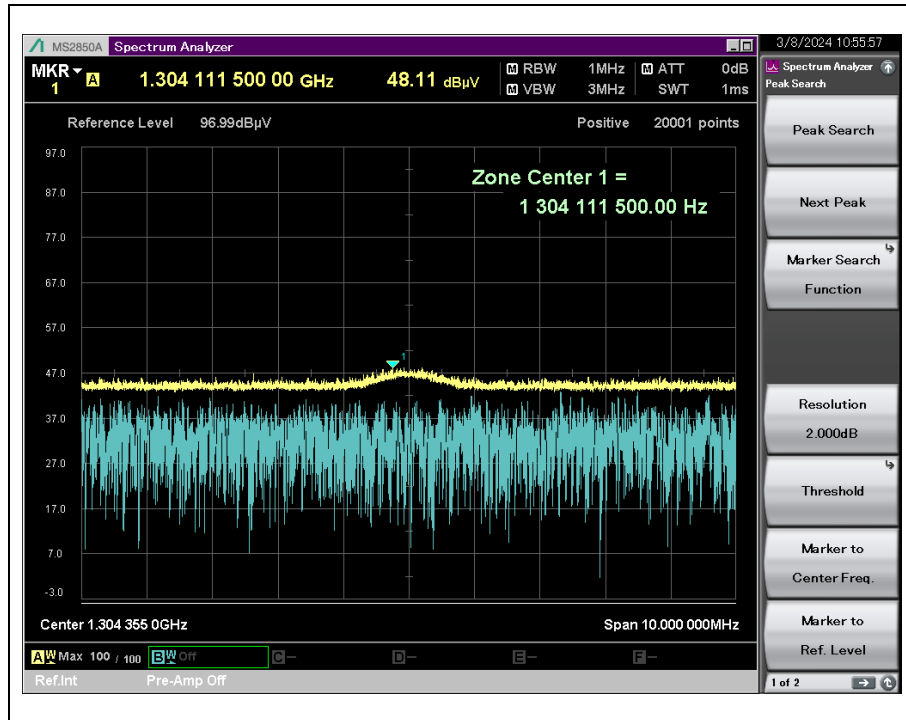 MS2850A Spectrum Analyzer
3/8/2024 10:55:57
MKR 1 A 1.304 111 500 00 GHz 48.11 dBµV
M RBW 1MHz M ATT 0dB
M VBW 3MHz SWT 1ms
Reference Level 96.99dBµV Positive 20001 points
97.0
87.0
77.0
67.0
57.0
47.0
37.0
27.0
17.0
7.0
-3.0
Zone Center 1 =
1 304 111 500.00 Hz
1
Center 1.304 355 0GHz Span 10.000 000MHz
A W Max 100 / 100 B W Off C – D – E – F –
Ref.Int Pre-Amp Off
Spectrum Analyzer
Peak Search
Peak Search
Next Peak
Marker Search
Function
Resolution
2.000dB
Threshold
Marker to
Center Freq.
Marker to
Ref. Level
1 of 2